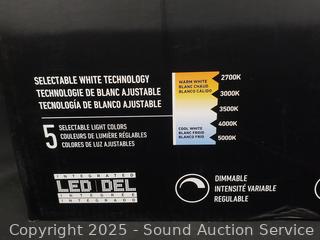 SELECTABLE WHITE TECHNOLOGY
TECHNOLOGIE DE BLANC AJUSTABLE
TECNOLOGÍA DE BLANCO AJUSTABLE
5
SELECTABLE LIGHT COLORS
COULEURS DE LUMIÈRE RÉGLABLES
COLORES DE LUZ AJUSTABLES
WARM WHITE
BLANC CHAUD
BLANCO CÁLIDO
COOL WHITE
BLANC FROID
BLANCO FRÍO
2700K
3000K
3500K
4000K
5000K
INTEGRATED
LED DEL
INTÉGRÉE
INTEGRADO
DIMMABLE
INTENSITÉ VARIABLE
REGULABLE
Copyright 2025 - Sound Auction Service